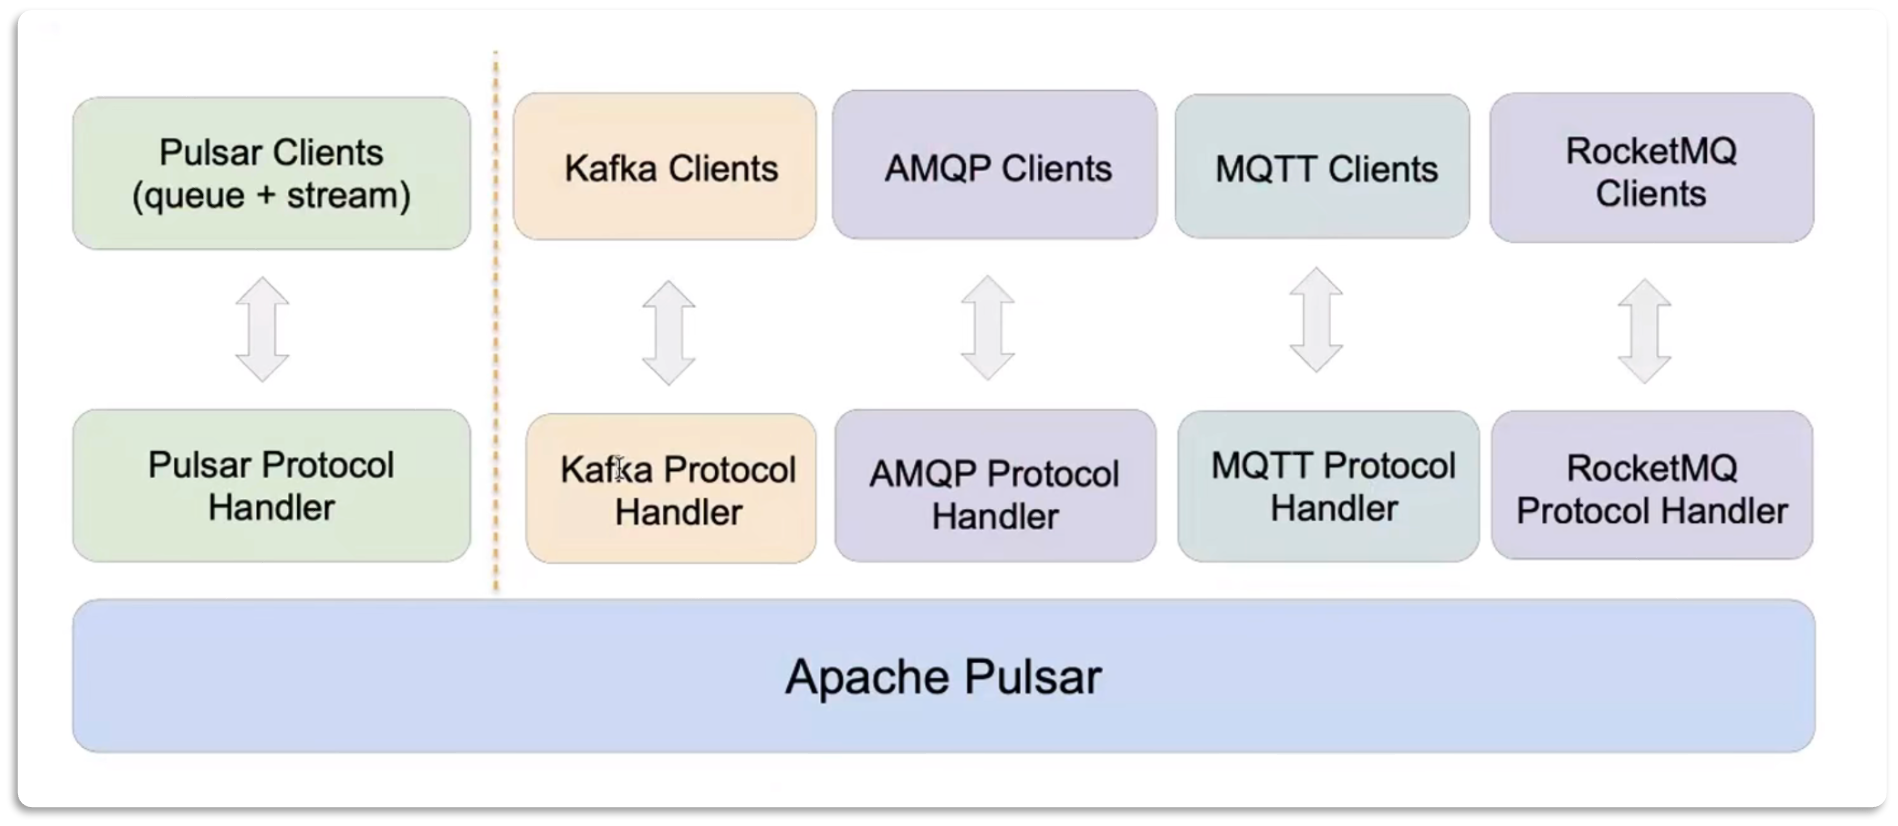 Pulsar Clients
(queue + stream)
Kafka Clients
AMQP Clients
MQTT Clients
RocketMQ
Clients
Pulsar Protocol
Handler
Kafka Protocol
Handler
AMQP Protocol
Handler
MQTT Protocol
Handler
RocketMQ
Protocol Handler
Apache Pulsar